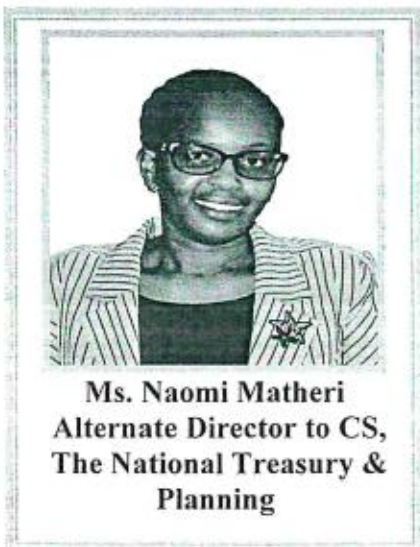 Ms. Naomi Matheri
Alternate Director to CS,
The National Treasury &
Planning